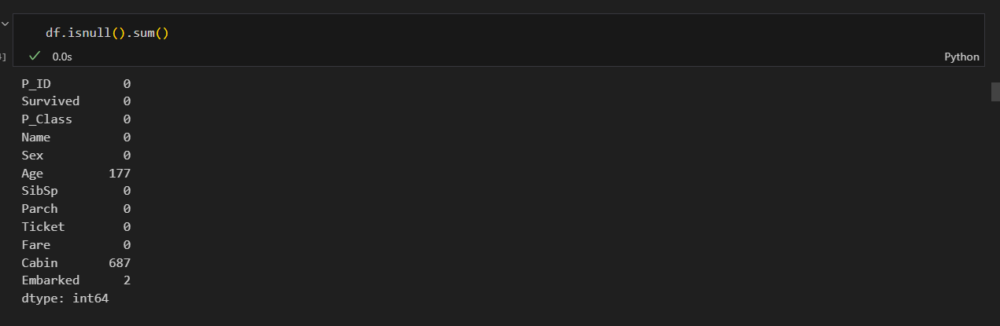 df.isnull().sum()
0.0s
Python
P_ID 0
Survived 0
P_Class 0
Name 0
Sex 0
Age 177
SibSp 0
Parch 0
Ticket 0
Fare 0
Cabin 687
Embarked 2
dtype: int64